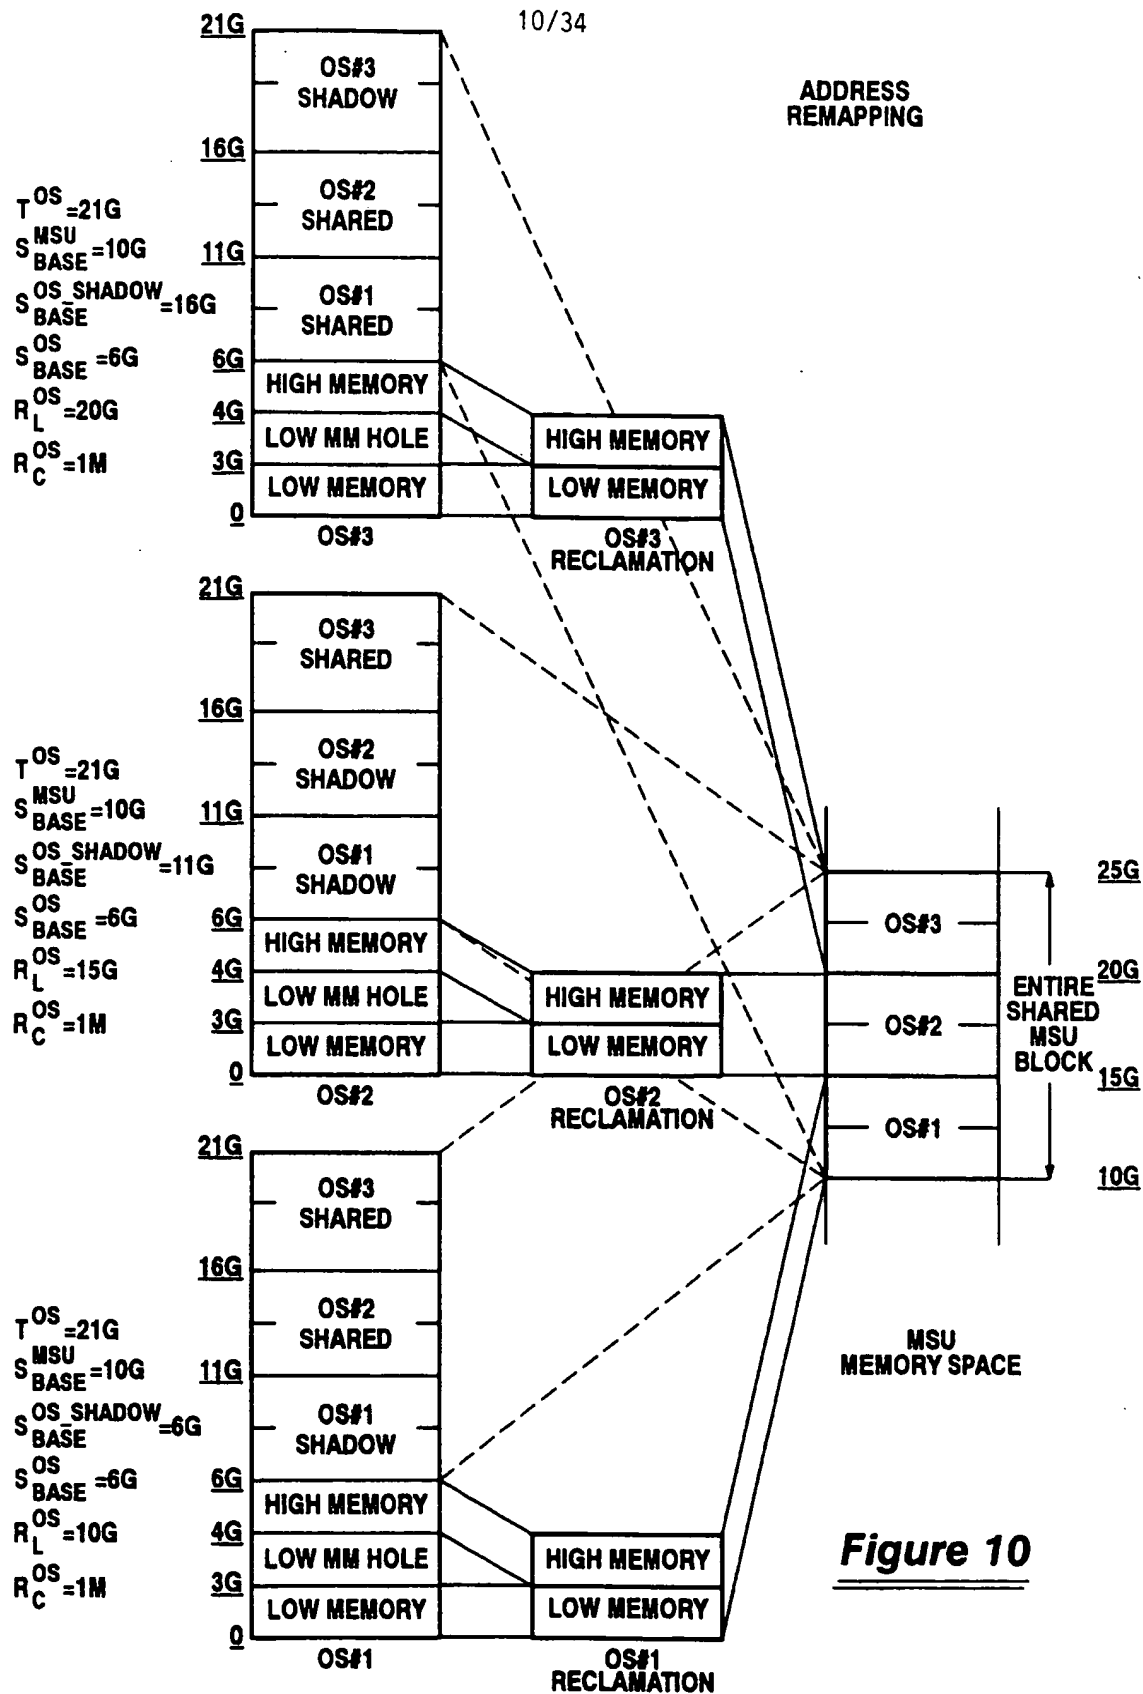 10/34
ADDRESS
REMAPPING
21G
OS#3
SHADOW
16G
OS#2
SHARED
11G
OS#1
SHARED
6G
HIGH MEMORY
4G
LOW MM HOLE
3G
LOW MEMORY
0
OS#3
T^OS=21G
S^MSU_BASE=10G
S^OS_SHADOW_BASE=16G
S^OS_BASE=6G
R^OS_L=20G
R^OS_C=1M
HIGH MEMORY
LOW MEMORY
OS#3
RECLAMATION
21G
OS#3
SHARED
16G
OS#2
SHADOW
11G
OS#1
SHADOW
6G
HIGH MEMORY
4G
LOW MM HOLE
3G
LOW MEMORY
0
OS#2
T^OS=21G
S^MSU_BASE=10G
S^OS_SHADOW_BASE=11G
S^OS_BASE=6G
R^OS_L=15G
R^OS_C=1M
HIGH MEMORY
LOW MEMORY
OS#2
RECLAMATION
25G
OS#3
20G
OS#2
15G
OS#1
10G
ENTIRE
SHARED
MSU
BLOCK
MSU
MEMORY SPACE
21G
OS#3
SHARED
16G
OS#2
SHARED
11G
OS#1
SHADOW
6G
HIGH MEMORY
4G
LOW MM HOLE
3G
LOW MEMORY
0
OS#1
T^OS=21G
S^MSU_BASE=10G
S^OS_SHADOW_BASE=6G
S^OS_BASE=6G
R^OS_L=10G
R^OS_C=1M
HIGH MEMORY
LOW MEMORY
OS#1
RECLAMATION
Figure 10